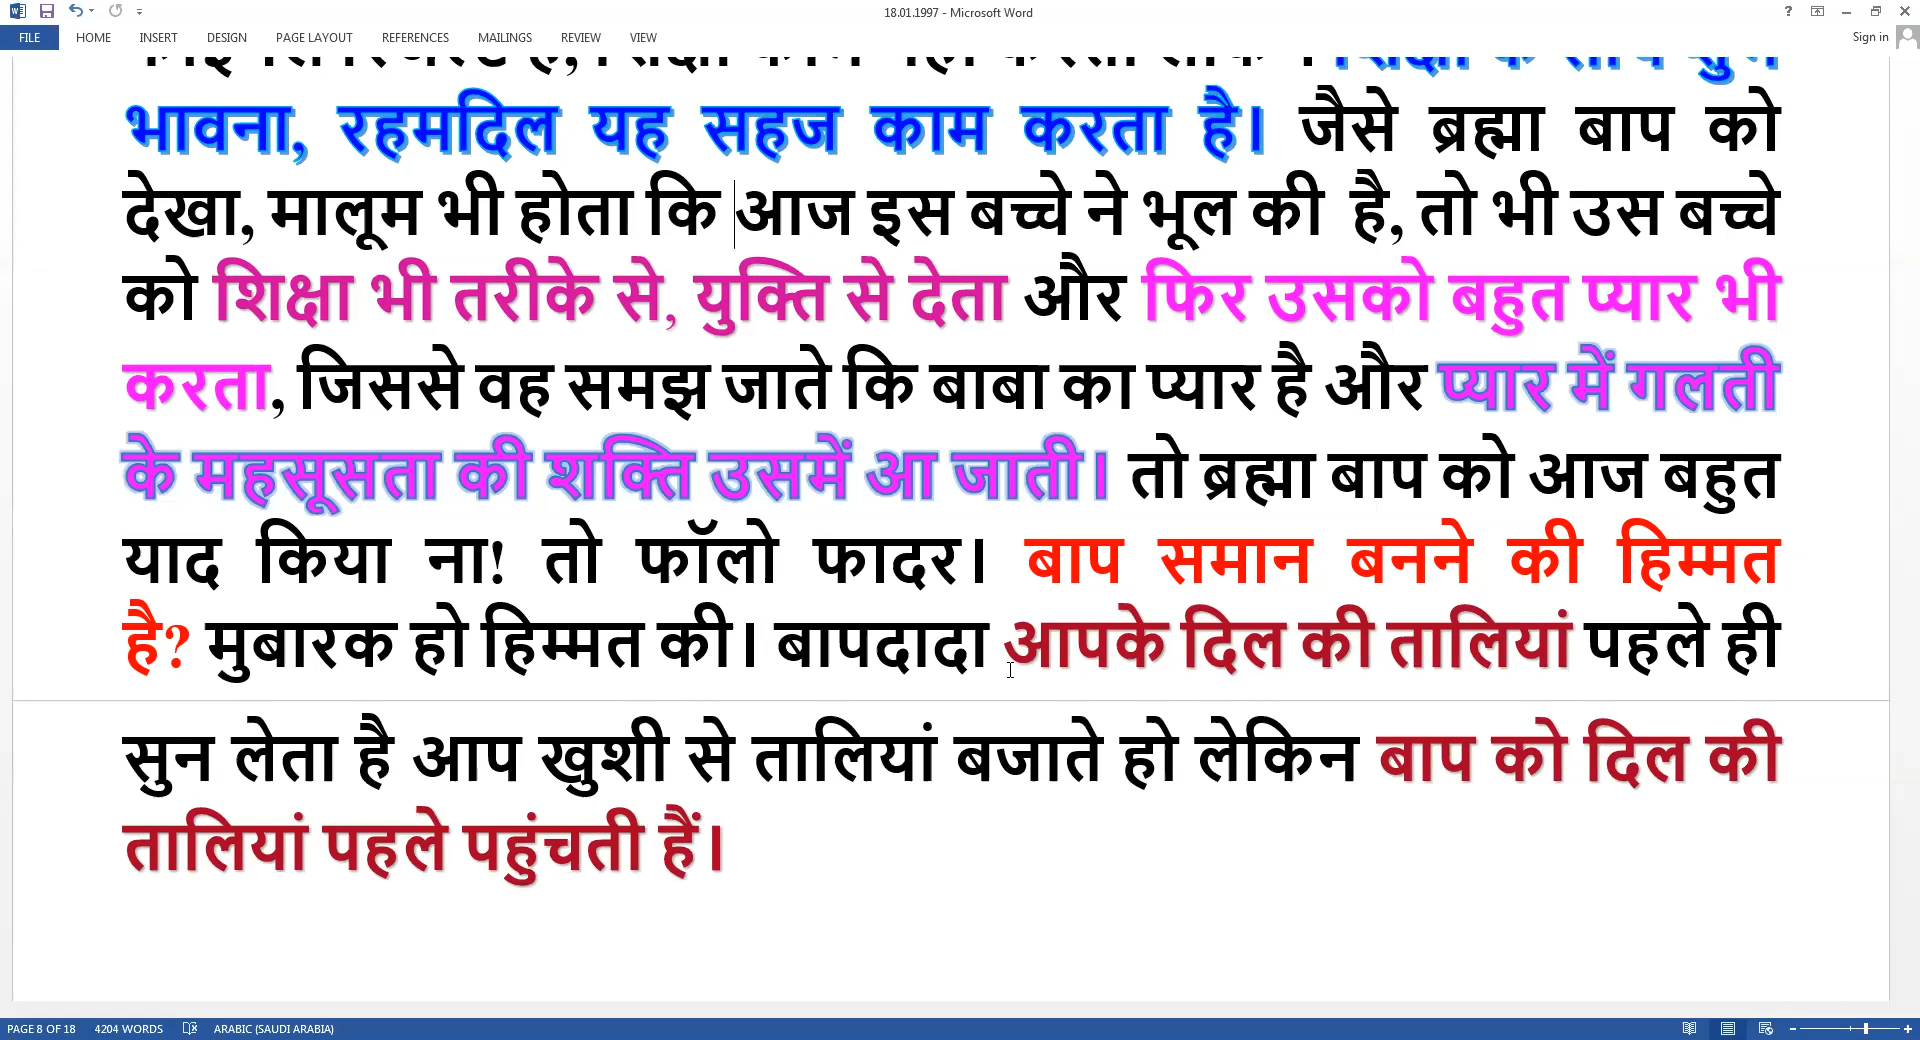 18.01.1997 - Microsoft Word
?
FILE HOME INSERT DESIGN PAGE LAYOUT REFERENCES MAILINGS REVIEW VIEW Sign in
भावना, रहमदिल यह सहज काम करता है। जैसे ब्रह्मा बाप को
देखा, मालूम भी होता कि आज इस बच्चे ने भूल की है, तो भी उस बच्चे
को शिक्षा भी तरीके से, युक्ति से देता और फिर उसको बहुत प्यार भी
करता, जिससे वह समझ जाते कि बाबा का प्यार है और प्यार में गलती
के महसूसता की शक्ति उसमें आ जाती। तो ब्रह्मा बाप को आज बहुत
याद किया ना! तो फॉलो फादर। बाप समान बनने की हिम्मत
है? मुबारक हो हिम्मत की। बापदादा आपके दिल की तालियां पहले ही
सुन लेता है आप खुशी से तालियां बजाते हो लेकिन बाप को दिल की
तालियां पहले पहुंचती हैं।
PAGE 8 OF 18 4204 WORDS ARABIC (SAUDI ARABIA)